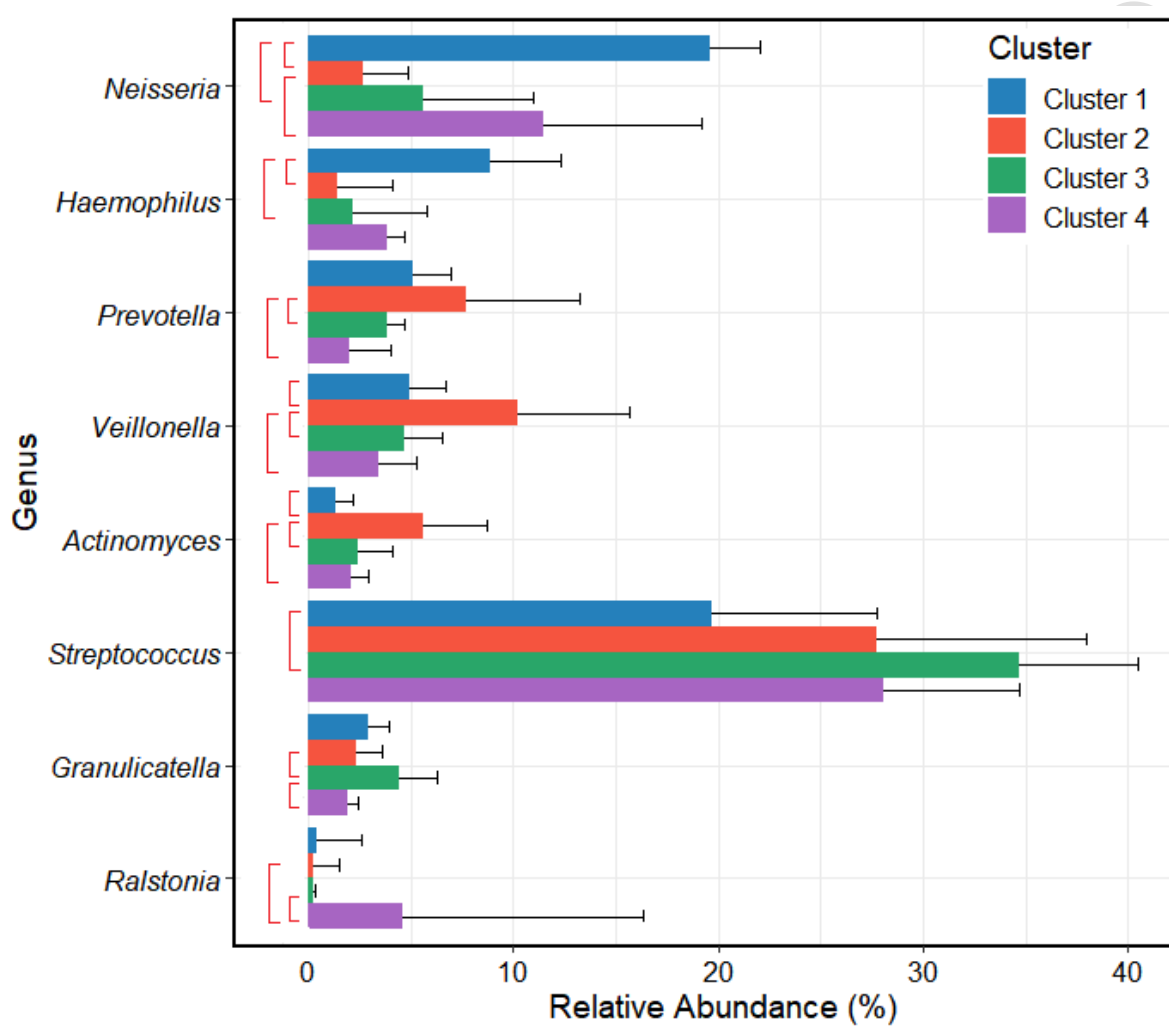 Cluster
Cluster 1
Cluster 2
Cluster 3
Cluster 4
Genus
Neisseria
Haemophilus
Prevotella
Veillonella
Actinomyces
Streptococcus
Granulicatella
Ralstonia
0 10 20 30 40
Relative Abundance (%)